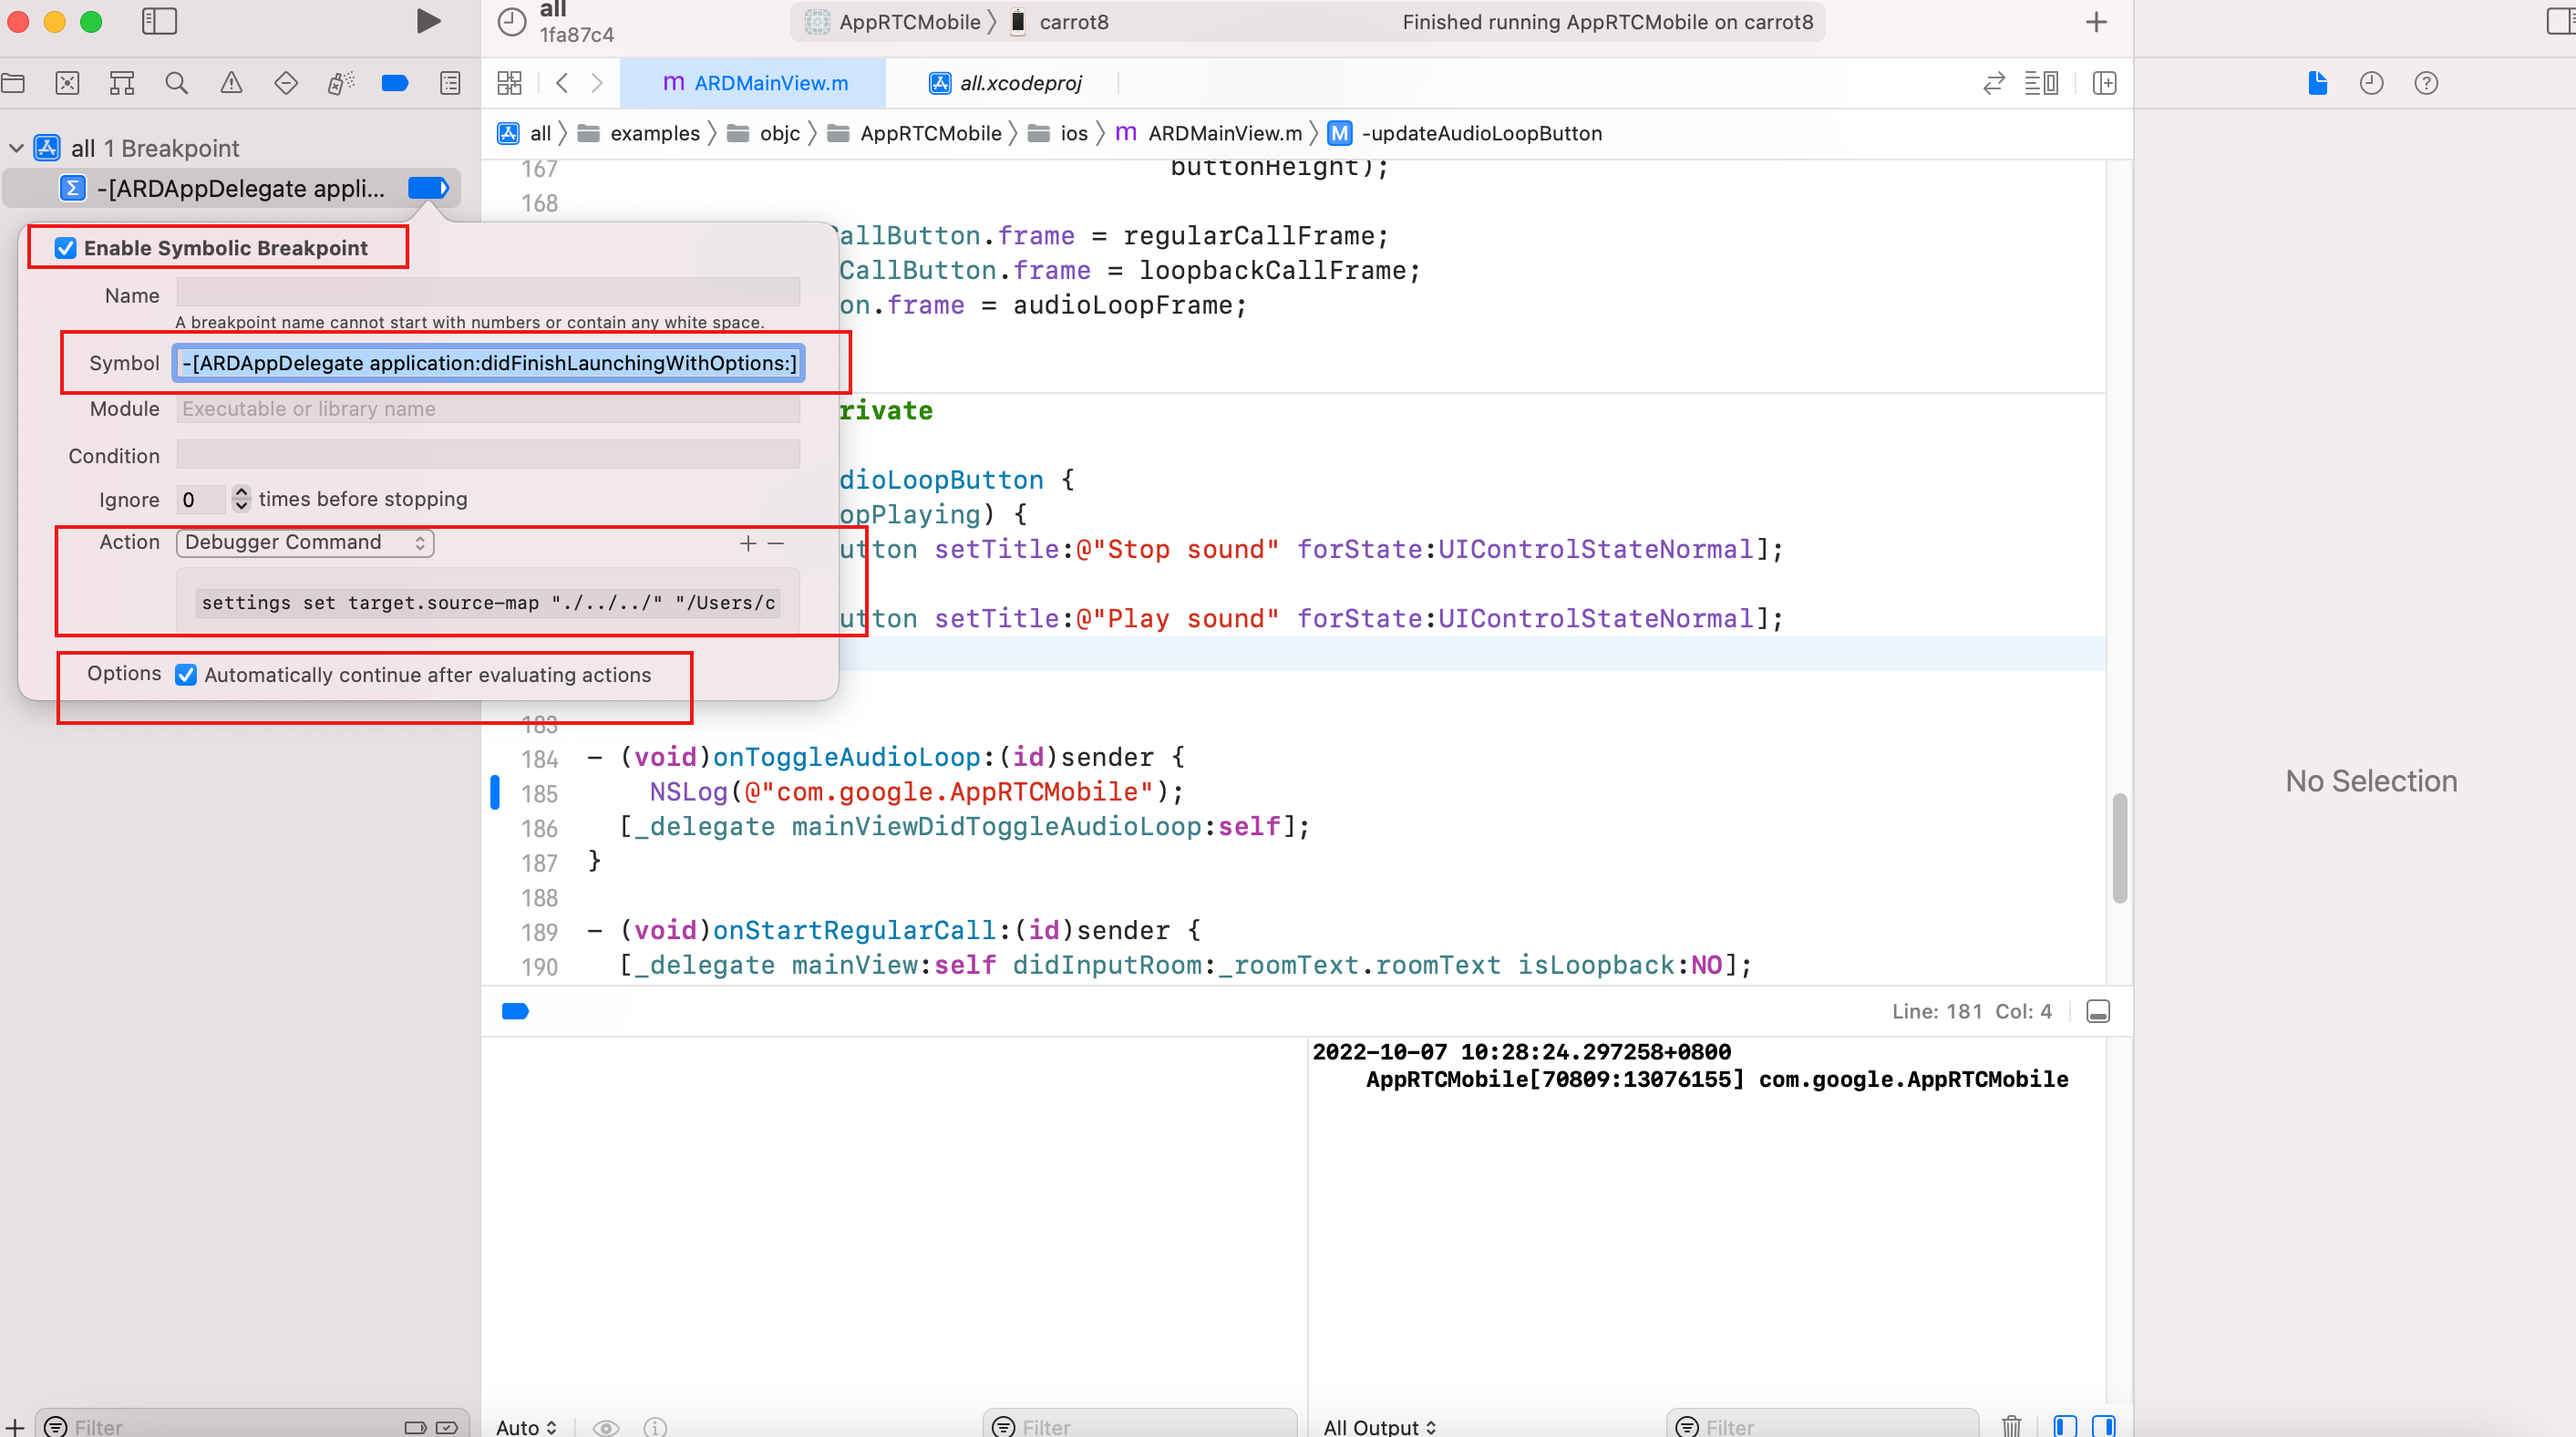 all
1fa87c4
AppRTCMobile
carrot8
Finished running AppRTCMobile on carrot8
m ARDMainView.m
all.xcodeproj
all
examples
objc
AppRTCMobile
ios
m ARDMainView.m
M -updateAudioLoopButton
all 1 Breakpoint
-[ARDAppDelegate appli...
Enable Symbolic Breakpoint
Name
A breakpoint name cannot start with numbers or contain any white space.
Symbol -[ARDAppDelegate application:didFinishLaunchingWithOptions:]
Module Executable or library name
Condition
Ignore 0 times before stopping
Action Debugger Command
settings set target.source-map "./../../" "/Users/c
Options Automatically continue after evaluating actions
167 buttonHeight);
168
allButton.frame = regularCallFrame;
CallButton.frame = loopbackCallFrame;
on.frame = audioLoopFrame;
rivate
dioLoopButton {
opPlaying) {
utton setTitle:@"Stop sound" forState:UIControlStateNormal];
utton setTitle:@"Play sound" forState:UIControlStateNormal];
183
184 - (void)onToggleAudioLoop:(id)sender {
185 NSLog(@"com.google.AppRTCMobile");
186 [_delegate mainViewDidToggleAudioLoop:self];
187 }
188
189 - (void)onStartRegularCall:(id)sender {
190 [_delegate mainView:self didInputRoom:_roomText.roomText isLoopback:NO];
No Selection
Line: 181 Col: 4
2022-10-07 10:28:24.297258+0800
AppRTCMobile[70809:13076155] com.google.AppRTCMobile
Filter
Auto
Filter
All Output
Filter